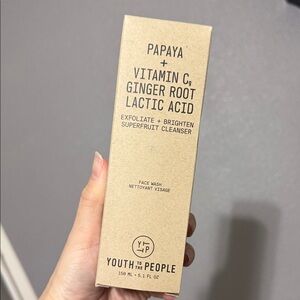 PAPAYA
+
VITAMIN C,
GINGER ROOT
LACTIC ACID
EXFOLIATE + BRIGHTEN
SUPERFRUIT CLEANSER
FACE WASH
NETTOYANT VISAGE
Y T
T P
YOUTH TO THE PEOPLE
150 ML • 5.1 FL OZ